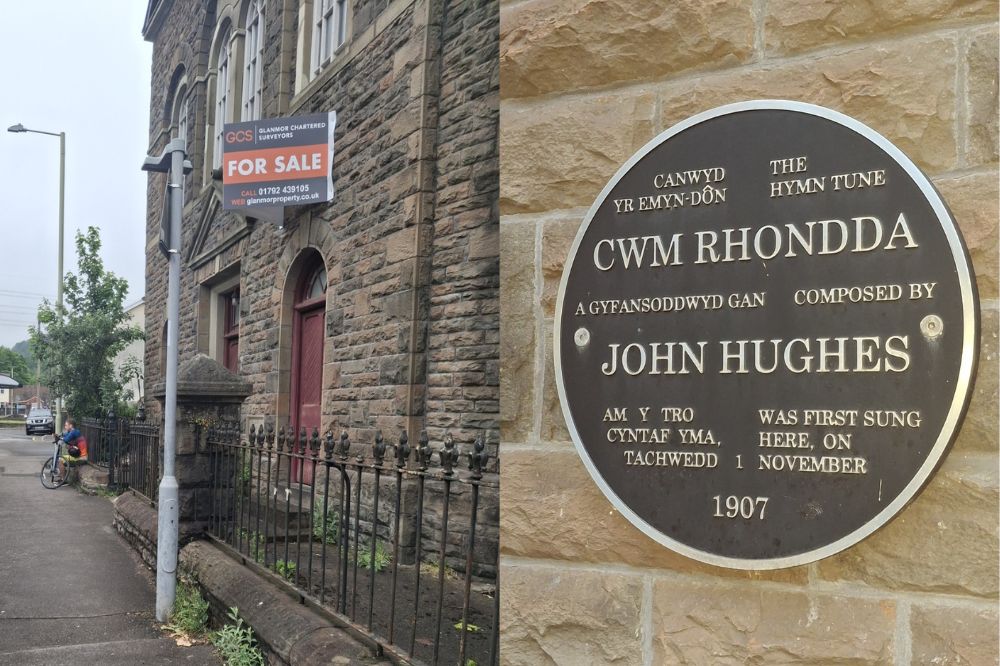 GCS GLANMOR CHARTERED
SURVEYORS
FOR SALE
CALL 01792 439105
WEB glanmorproperty.co.uk
CANWYD
YR EMYN-DÔN
THE
HYMN TUNE
CWM RHONDDA
A GYFANSODDWYD GAN COMPOSED BY
JOHN HUGHES
AM Y TRO
CYNTAF YMA,
TACHWEDD 1
WAS FIRST SUNG
HERE, ON
NOVEMBER
1907